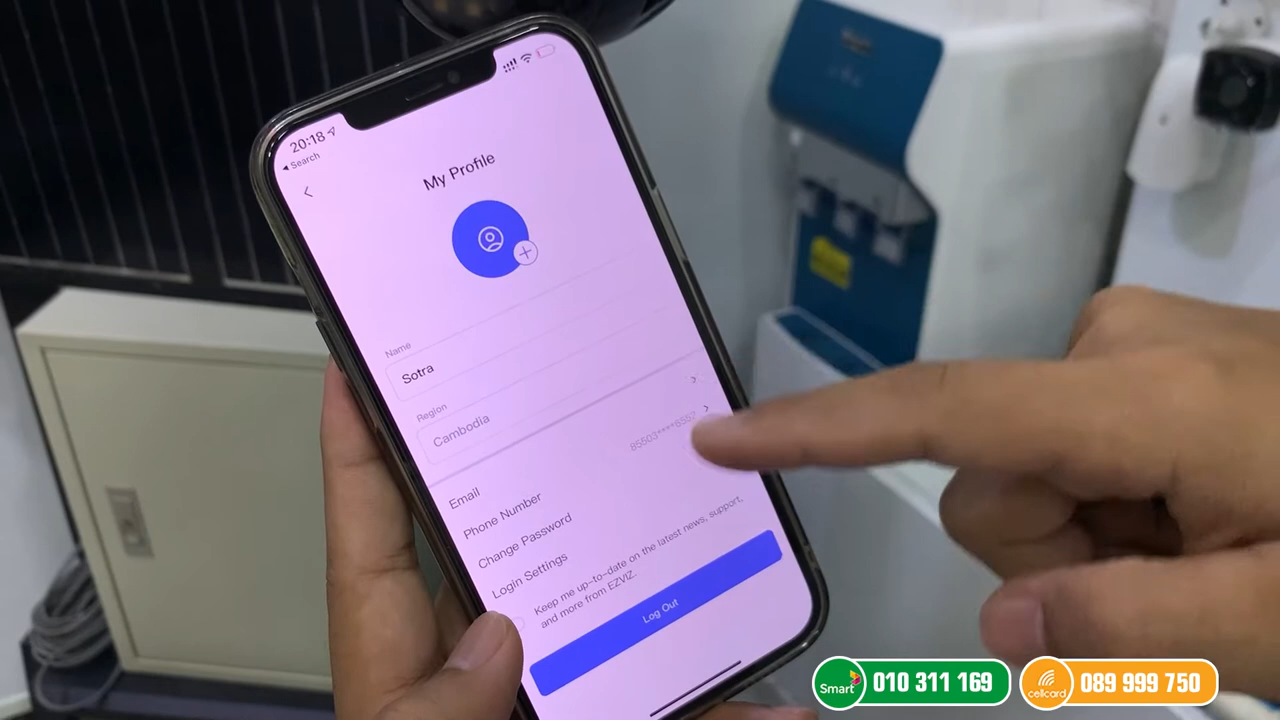 20:18
Search
My Profile
Name
Sotra
Region
Cambodia
Email
Phone Number
Change Password
Login Settings
Keep me up-to-date on the latest news, support,
and more from EZVIZ.
Log Out
Smart 010 311 169
cellcard 089 999 750